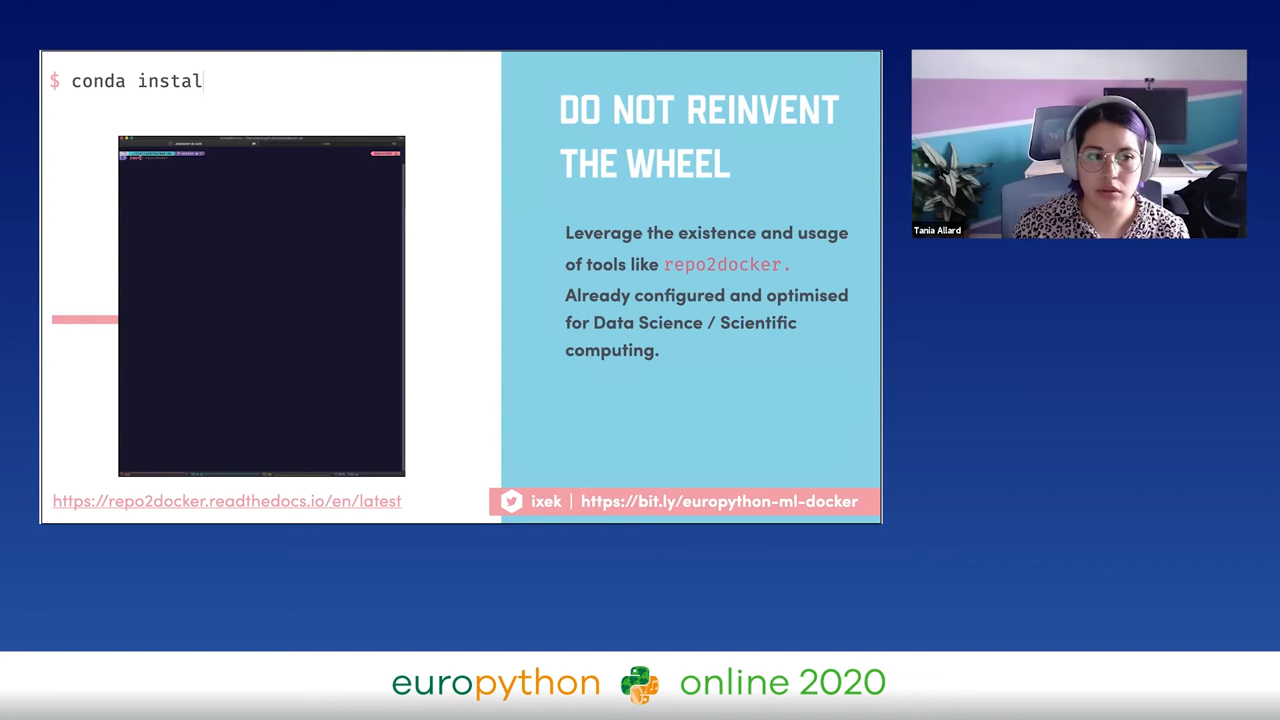 $ conda instal
DO NOT REINVENT
THE WHEEL
Leverage the existence and usage
of tools like repo2docker.
Already configured and optimised
for Data Science / Scientific
computing.
https://repo2docker.readthedocs.io/en/latest
ixek | https://bit.ly/europython-ml-docker
Tania Allard
europython online 2020